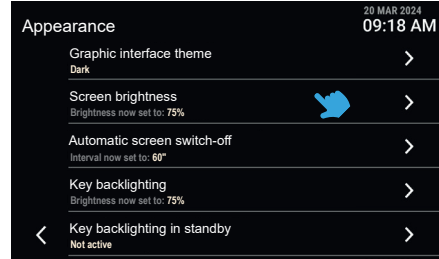 20 MAR 2024
Appearance
09:18 AM
Graphic interface theme
Dark
Screen brightness
Brightness now set to: 75%
Automatic screen switch-off
Interval now set to: 60"
Key backlighting
Brightness now set to: 75%
Key backlighting in standby
Not active